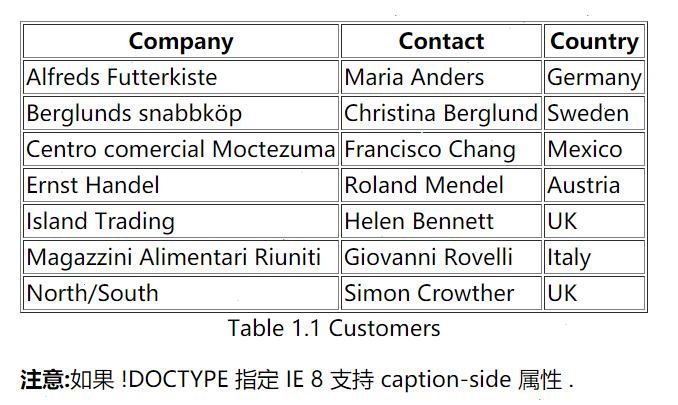 Company Contact Country
Alfreds Futterkiste Maria Anders Germany
Berglunds snabbköp Christina Berglund Sweden
Centro comercial Moctezuma Francisco Chang Mexico
Ernst Handel Roland Mendel Austria
Island Trading Helen Bennett UK
Magazzini Alimentari Riuniti Giovanni Rovelli Italy
North/South Simon Crowther UK
Table 1.1 Customers
注意:如果 !DOCTYPE 指定 IE 8 支持 caption-side 属性 .